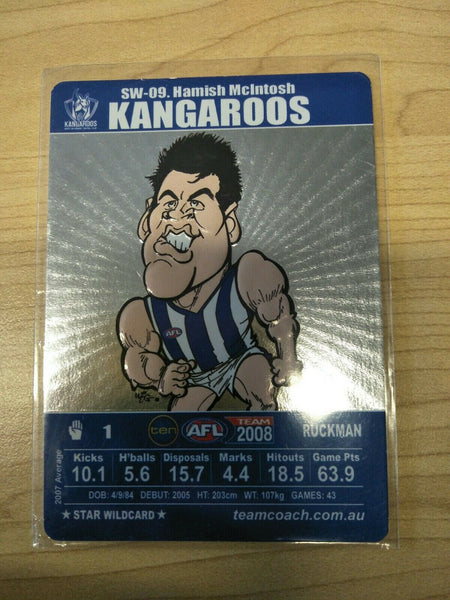 SW-09. Hamish McIntosh
KANGAROOS
KANGAROOS
AFL
1
ten
AFL
TEAM
2008
RUCKMAN
2007 Average
Kicks H'balls Disposals Marks Hitouts Game Pts
10.1 5.6 15.7 4.4 18.5 63.9
DOB: 4/9/84 DEBUT: 2005 HT: 203cm WT: 107kg GAMES: 43
★ STAR WILDCARD ★
teamcoach.com.au